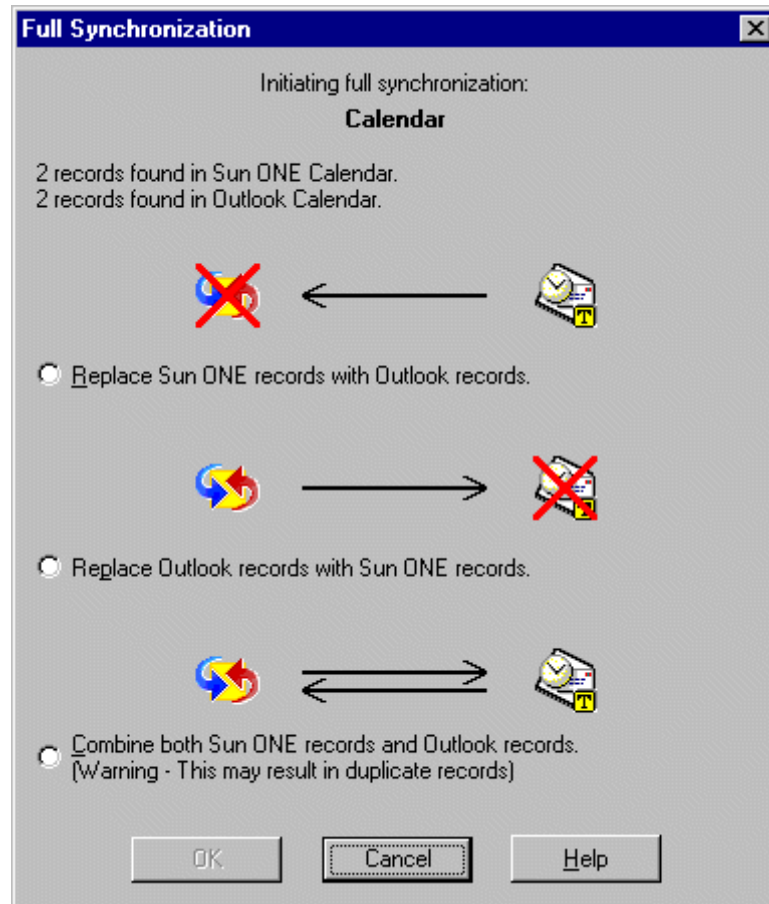 Full Synchronization
Initiating full synchronization:
Calendar
2 records found in Sun ONE Calendar.
2 records found in Outlook Calendar.
T
Replace Sun ONE records with Outlook records.
T
Replace Outlook records with Sun ONE records.
T
Combine both Sun ONE records and Outlook records.
(Warning - This may result in duplicate records)
OK Cancel Help